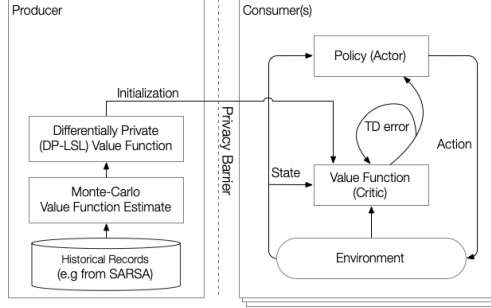 Producer
Consumer(s)
Policy (Actor)
Initialization
Differentially Private
(DP-LSL) Value Function
Privacy Barrier
TD error
Action
State
Monte-Carlo
Value Function Estimate
Value Function
(Critic)
Historical Records
(e.g from SARSA)
Environment